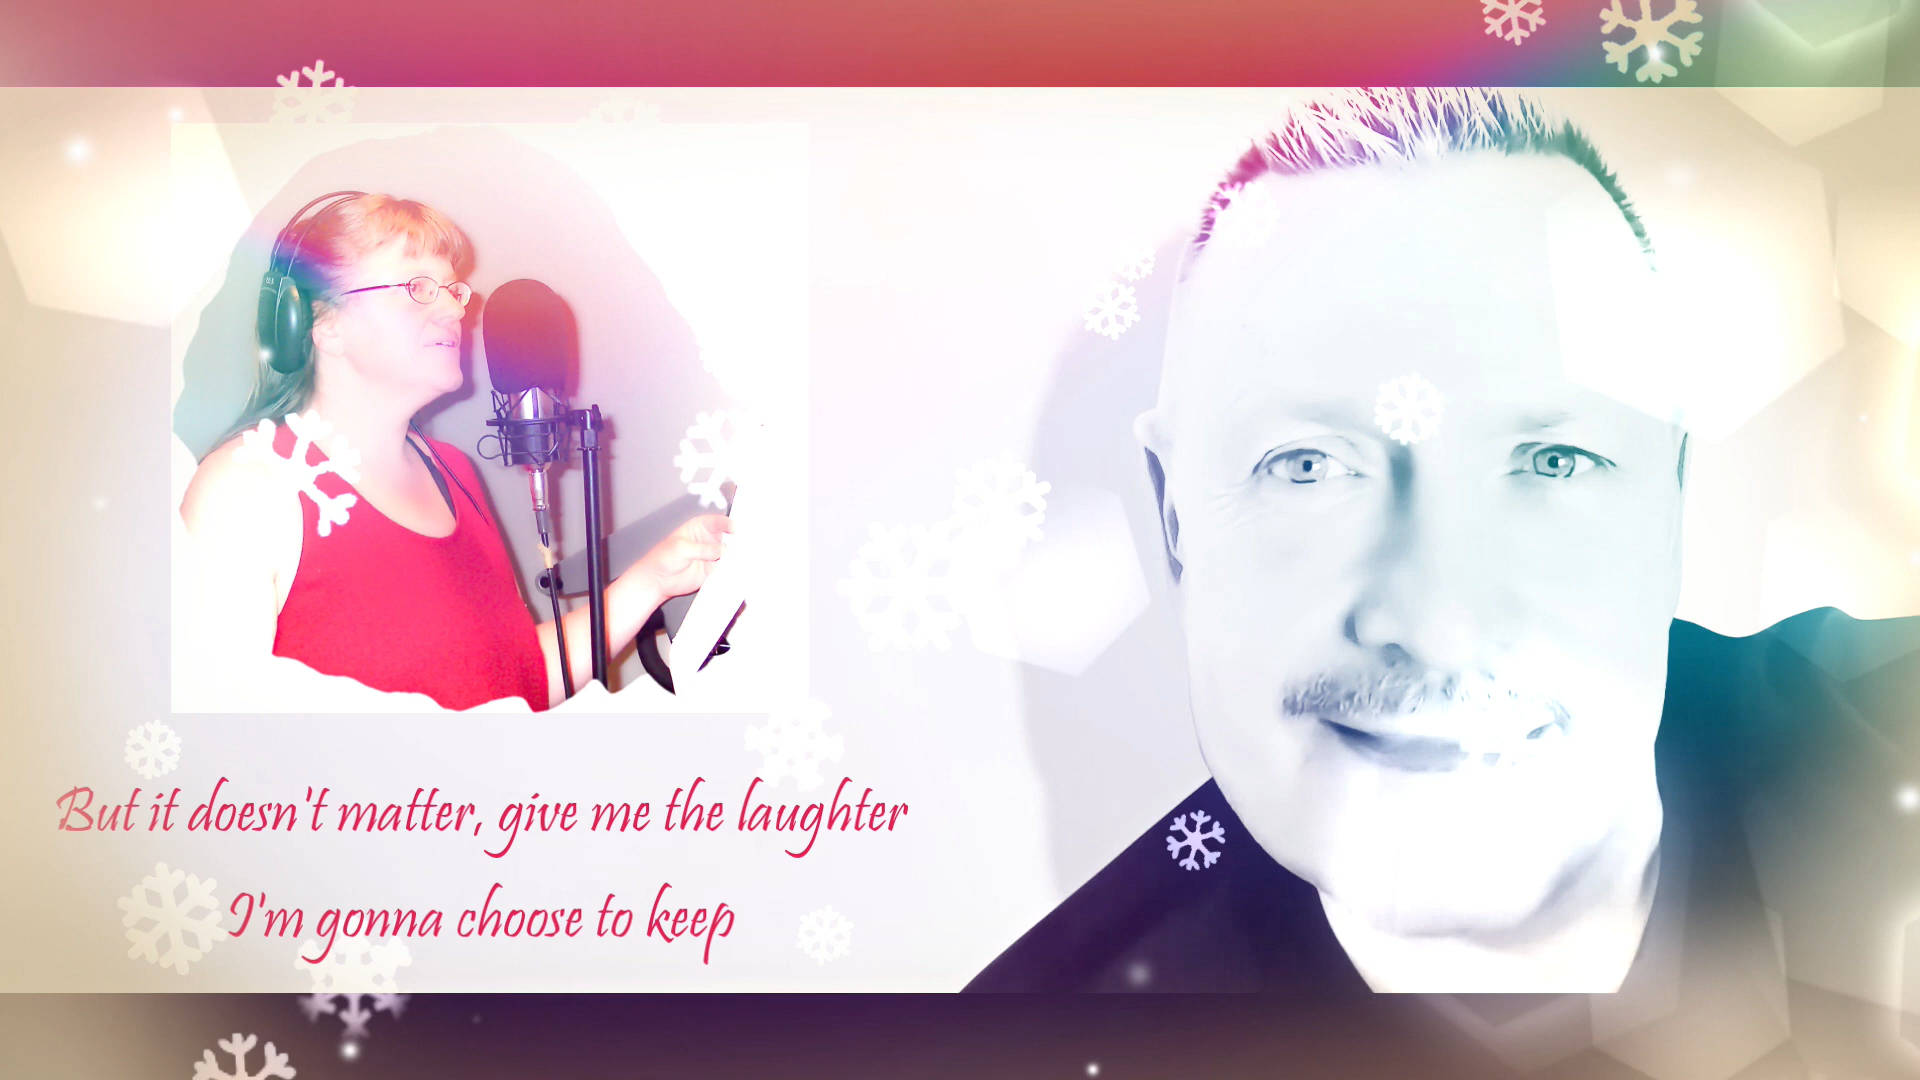 But it doesn't matter, give me the laughter
I'm gonna choose to keep